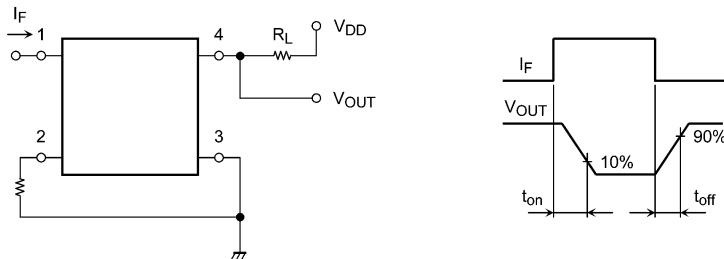 I_F
1
4
R_L
V_DD
V_OUT
2
3
I_F
V_OUT
10%
90%
t_on
t_off